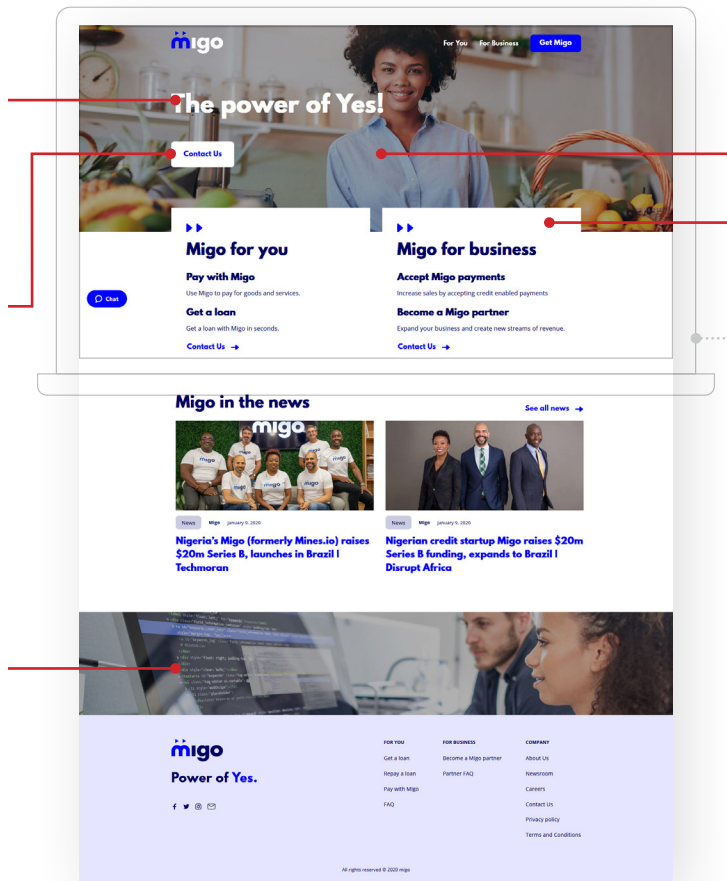 migo
For You For Business Get Migo
The power of Yes!
Contact Us
Migo for you
Pay with Migo
Use Migo to pay for goods and services.
Get a loan
Get a loan with Migo in seconds.
Contact Us
Migo for business
Accept Migo payments
Increase sales by accepting credit enabled payments
Become a Migo partner
Expand your business and create new streams of revenue.
Contact Us
Chat
Migo in the news
See all news
migo
News Migo January 9, 2020
Nigeria's Migo (formerly Mines.io) raises
$20m Series B, launches in Brazil |
Techmoran
News Migo January 9, 2020
Nigerian credit startup Migo raises $20m
Series B funding, expands to Brazil |
Disrupt Africa
migo
Power of Yes.
FOR YOU
Get a loan
Repay a loan
Pay with Migo
FAQ
FOR BUSINESS
Become a Migo partner
Partner FAQ
COMPANY
About Us
Newsroom
Careers
Contact Us
Privacy policy
Terms and Conditions
All rights reserved © 2020 migo